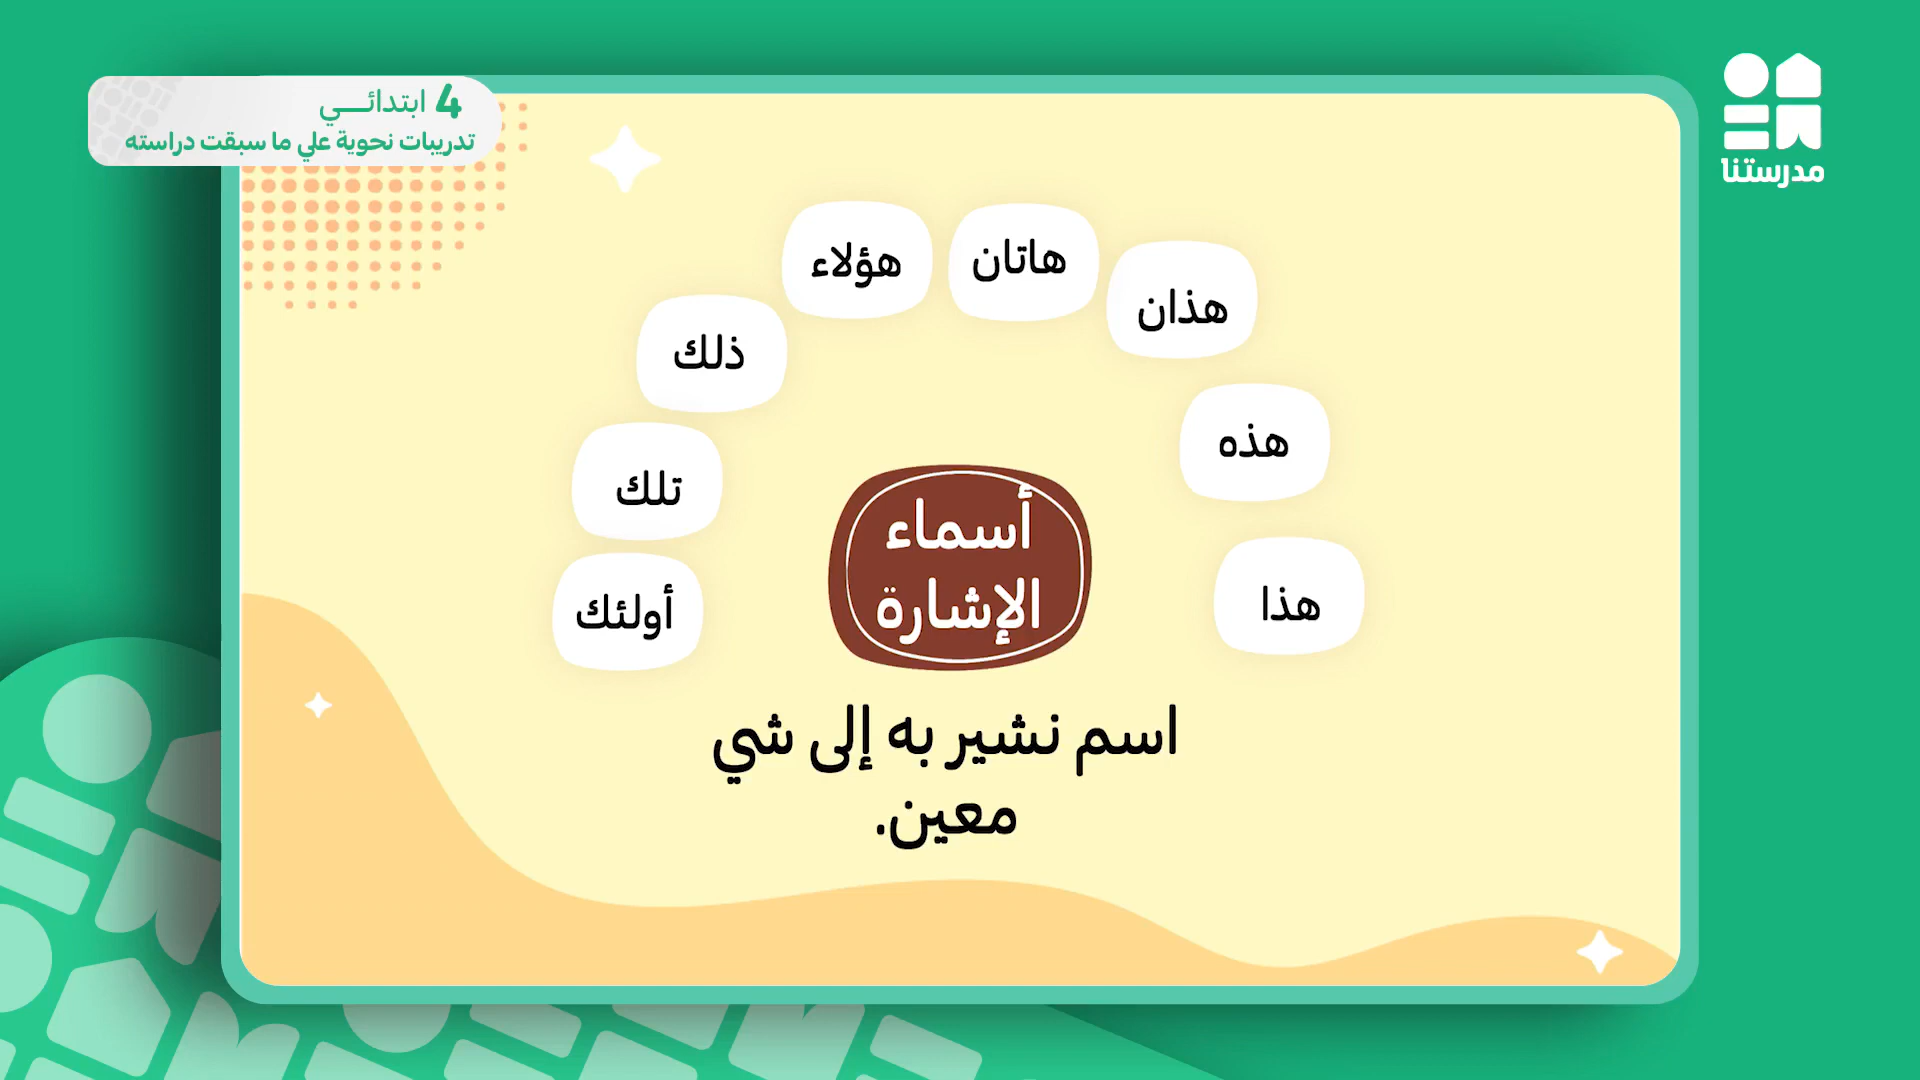 4 ابتدائــــي
تدريبات نحوية علي ما سبقت دراسته
مدرستنا
هذا
هذه
هذان
هاتان
هؤلاء
ذلك
تلك
أولئك
أسماء
الإشارة
اسم نشير به إلى شي
معين.